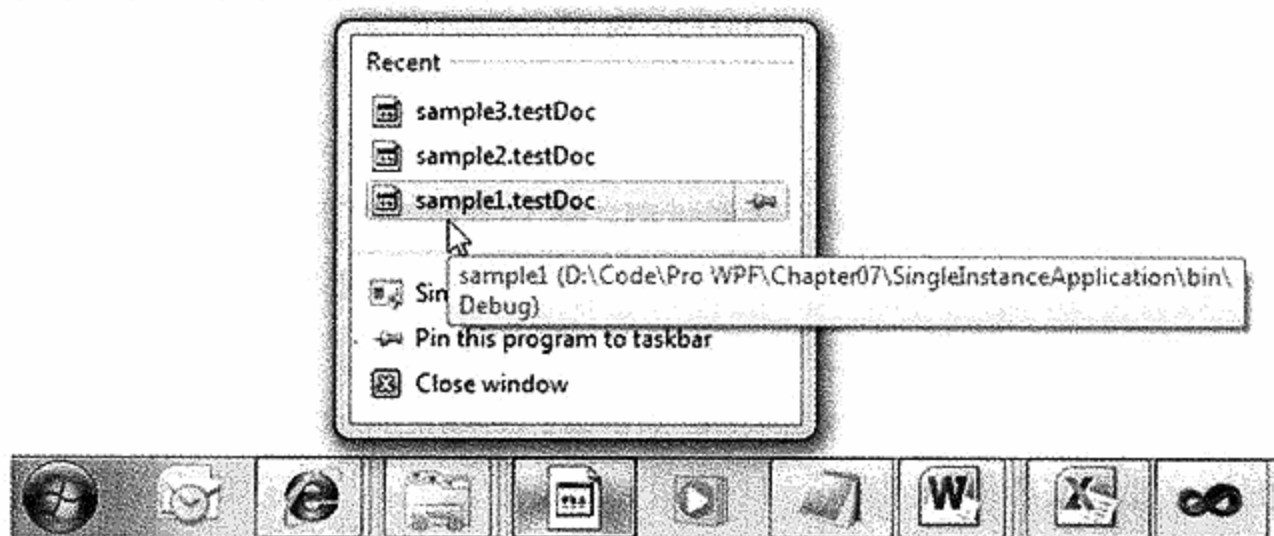 Recent
sample3.testDoc
sample2.testDoc
sample1.testDoc
sample1 (D:\Code\Pro WPF\Chapter07\SingleInstanceApplication\bin\
Debug)
Sin
Pin this program to taskbar
Close window
W
X